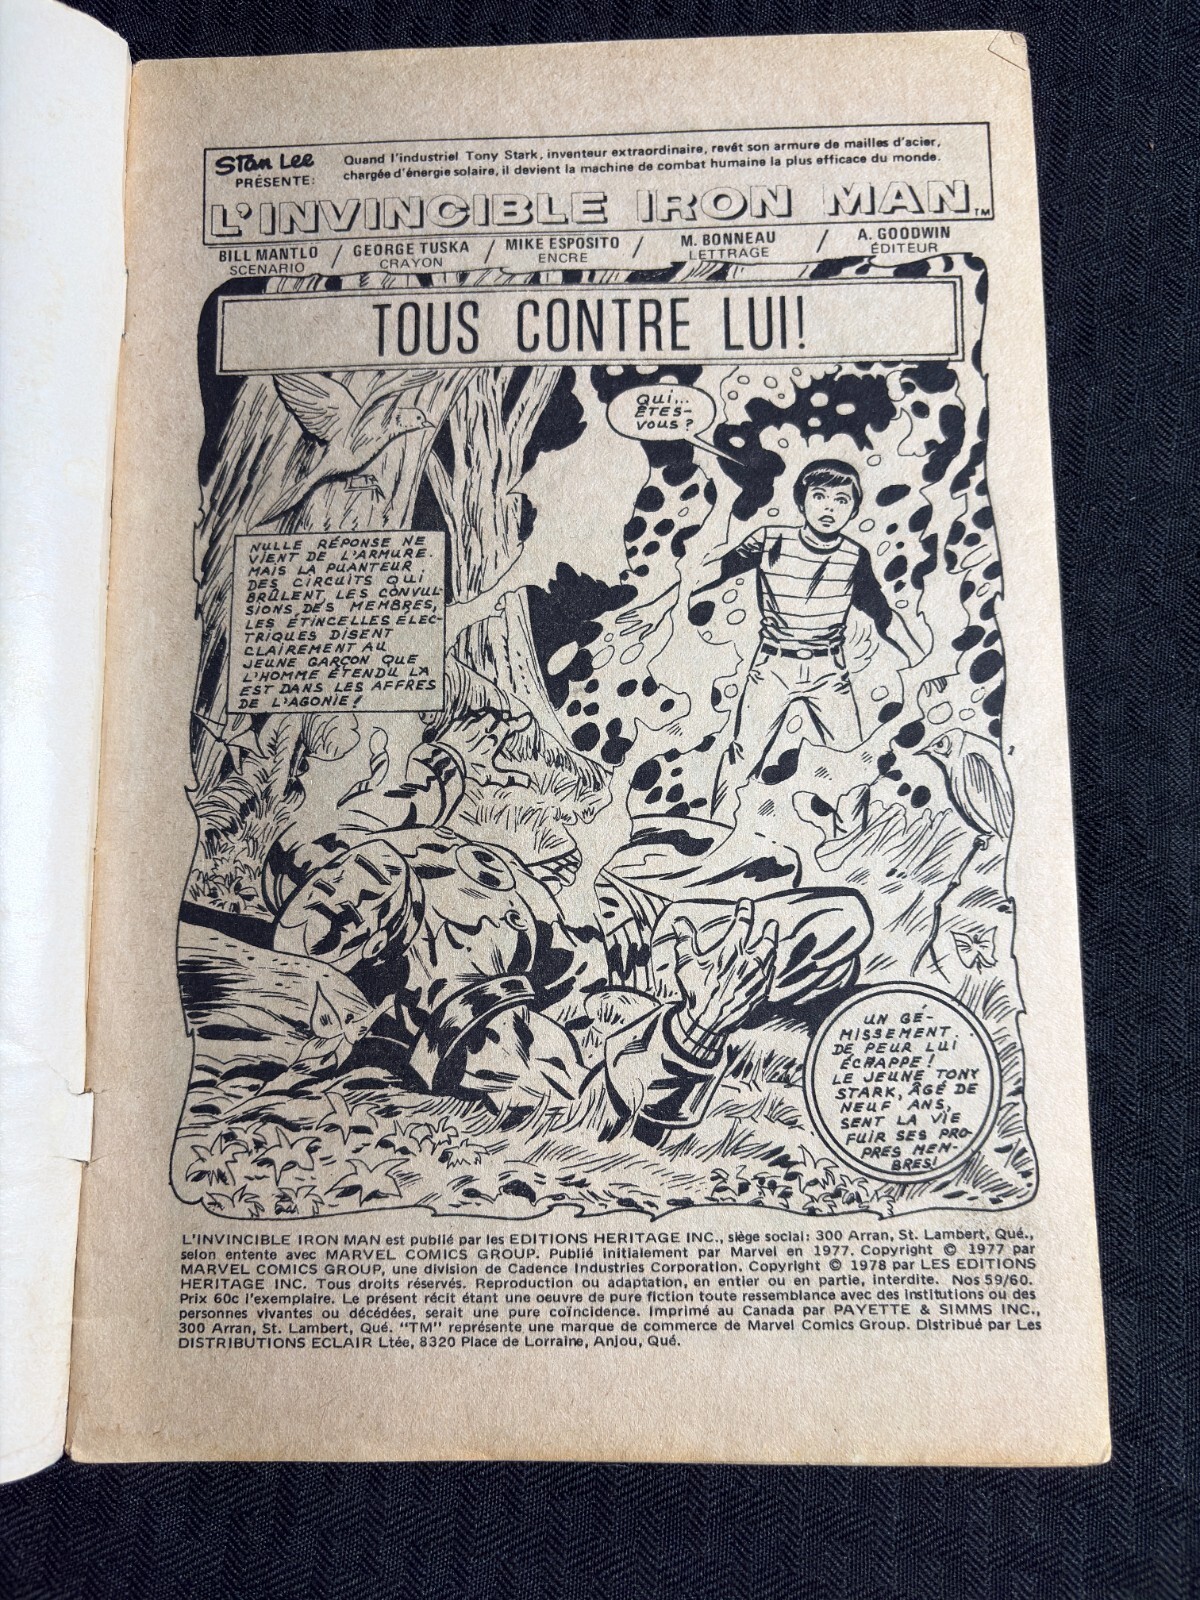 Stan Lee
PRÉSENTE:
Quand l'industriel Tony Stark, inventeur extraordinaire, revêt son armure de mailles d'acier,
chargée d'énergie solaire, il devient la machine de combat humaine la plus efficace du monde.
L'INVINCIBLE IRON MAN TM
BILL MANTLO / GEORGE TUSKA / MIKE ESPOSITO / M. BONNEAU / A. GOODWIN
SCENARIO CRAYON ENCRE LETTRAGE ÉDITEUR
TOUS CONTRE LUI!
QUI...
ÊTES-
VOUS?
NULLE RÉPONSE NE
VIENT DE L'ARMURE.
MAIS LA PUANTEUR
DES CIRCUITS QUI
BRÛLENT, LES CONVUL-
SIONS DES MEMBRES,
LES ÉTINCELLES ÉLEC-
TRIQUES DISENT
CLAIREMENT AU
JEUNE GARÇON QUE
L'HOMME ÉTENDU LÀ
EST DANS LES AFFRES
DE L'AGONIE!
UN GÉ-
MISSEMENT
DE PEUR LUI
ÉCHAPPE!
LE JEUNE TONY
STARK, ÂGÉ DE
NEUF ANS,
SENT LA VIE
FUIR SES PRO-
PRES MEM-
BRES!
L'INVINCIBLE IRON MAN est publié par les EDITIONS HERITAGE INC., siège social: 300 Arran, St. Lambert, Qué.,
selon entente avec MARVEL COMICS GROUP. Publié initialement par Marvel en 1977. Copyright © 1977 par
MARVEL COMICS GROUP, une division de Cadence Industries Corporation. Copyright © 1978 par LES EDITIONS
HERITAGE INC. Tous droits réservés. Reproduction ou adaptation, en entier ou en partie, interdite. Nos 59/60.
Prix 60c l'exemplaire. Le présent récit étant une oeuvre de pure fiction toute ressemblance avec des institutions ou des
personnes vivantes ou décédées, serait une pure coïncidence. Imprimé au Canada par PAYETTE & SIMMS INC.,
300 Arran, St. Lambert, Qué. "TM" représente une marque de commerce de Marvel Comics Group. Distribué par Les
DISTRIBUTIONS ECLAIR Ltée, 8320 Place de Lorraine, Anjou, Qué.